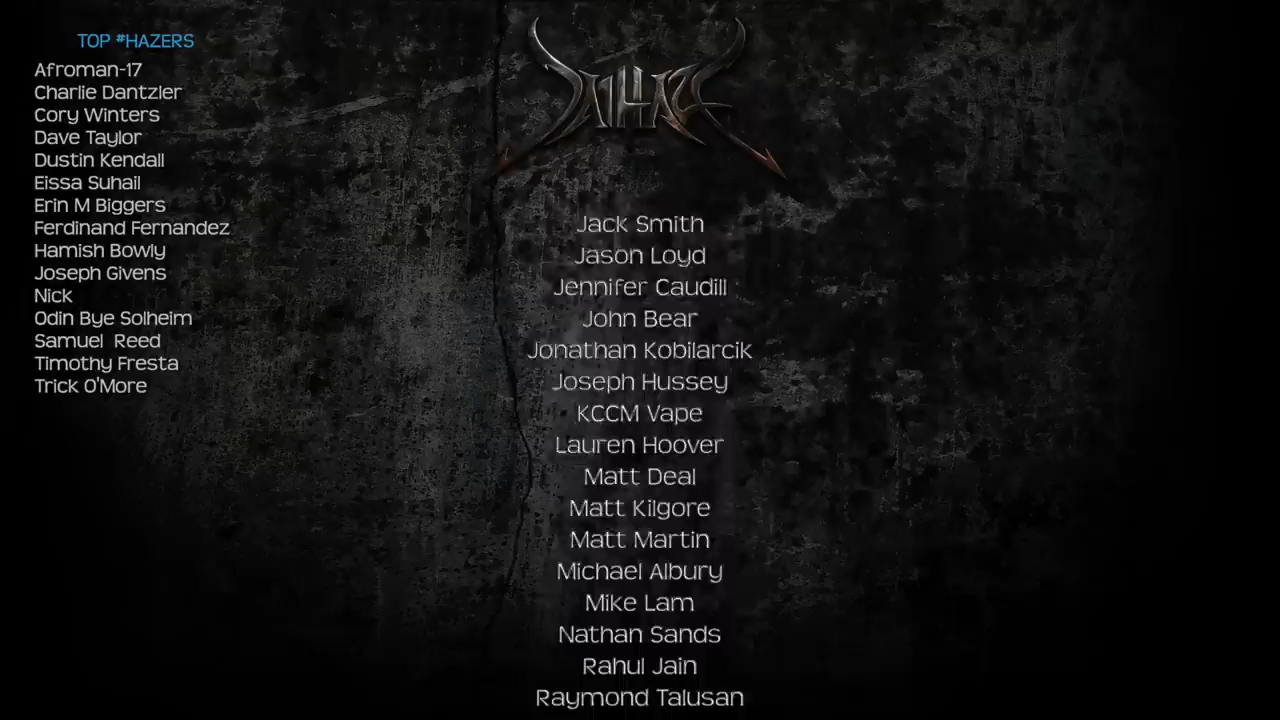 TOP #HAZERS
Afroman-17
Charlie Dantzler
Cory Winters
Dave Taylor
Dustin Kendall
Eissa Suhail
Erin M Biggers
Ferdinand Fernandez
Hamish Bowly
Joseph Givens
Nick
Odin Bye Solheim
Samuel  Reed
Timothy Fresta
Trick O'More
Jack Smith
Jason Loyd
Jennifer Caudill
John Bear
Jonathan Kobilarcik
Joseph Hussey
KCCM Vape
Lauren Hoover
Matt Deal
Matt Kilgore
Matt Martin
Michael Albury
Mike Lam
Nathan Sands
Rahul Jain
Raymond Talusan